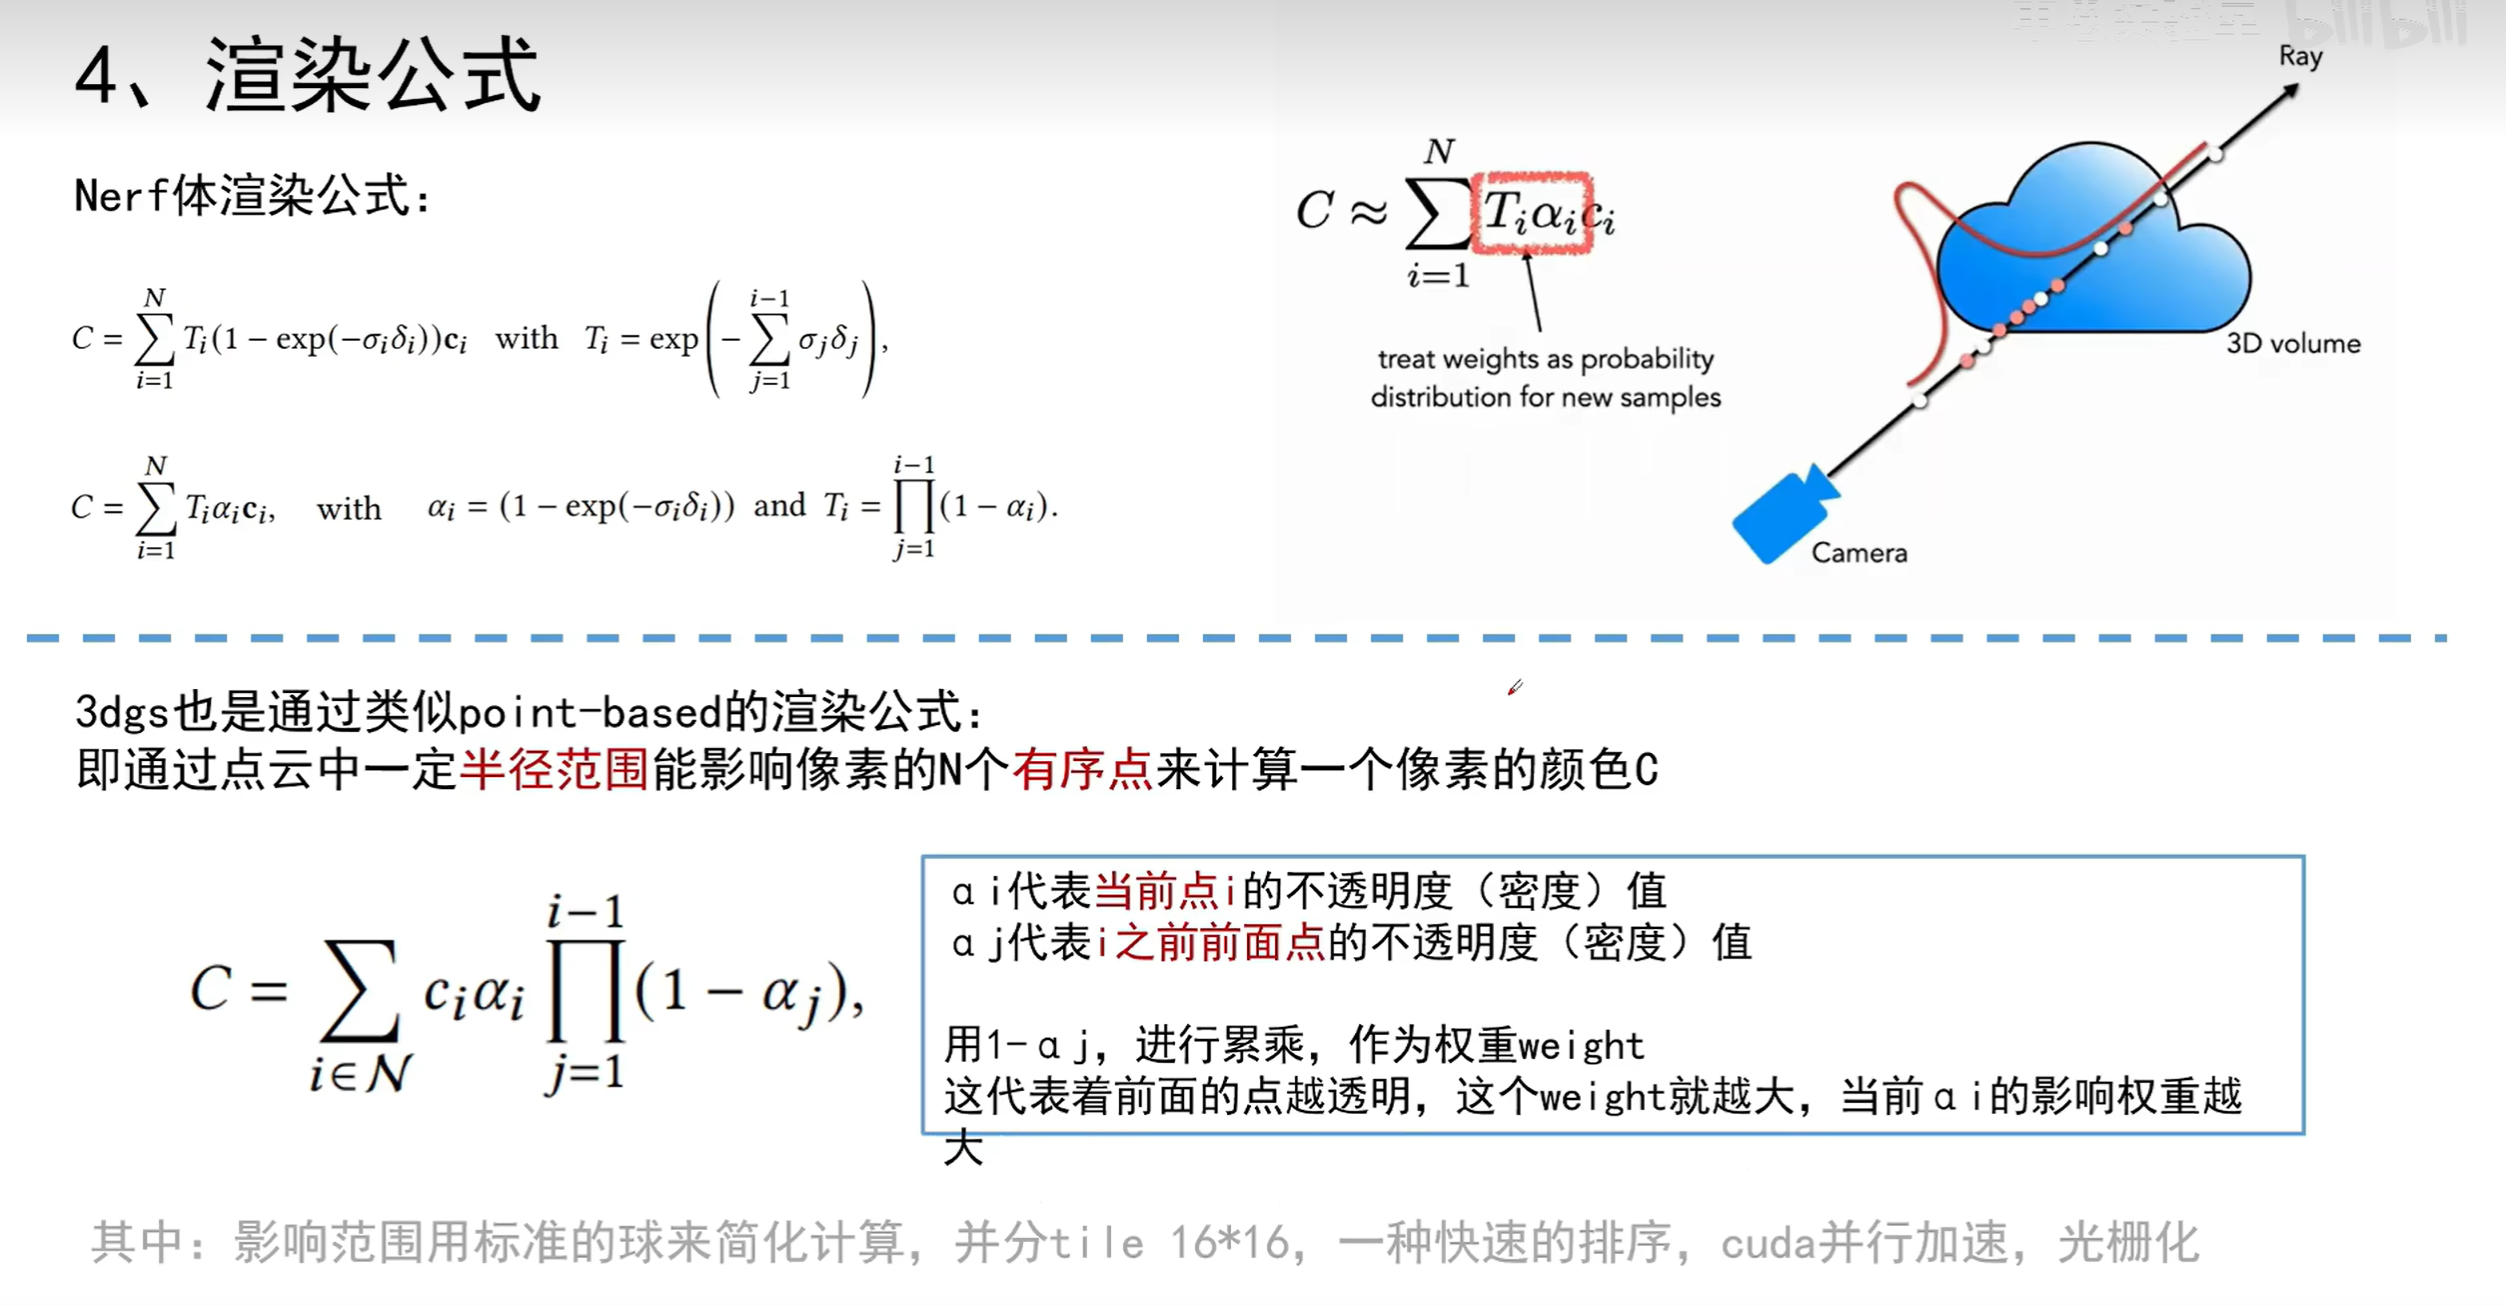 4、渲染公式
Nerf体渲染公式：
C = ∑_{i=1}^{N} T_i(1 − exp(−σ_iδ_i))c_i with T_i = exp(−∑_{j=1}^{i−1} σ_jδ_j),
C = ∑_{i=1}^{N} T_iα_ic_i, with α_i = (1 − exp(−σ_iδ_i)) and T_i = ∏_{j=1}^{i−1}(1 − α_i).
C ≈ ∑_{i=1}^{N} T_iα_ic_i
treat weights as probability
distribution for new samples
Ray
3D volume
Camera
bilibili
3dgs也是通过类似point-based的渲染公式：
即通过点云中一定半径范围能影响像素的N个有序点来计算一个像素的颜色C
C = ∑_{i∈𝒩} c_iα_i ∏_{j=1}^{i−1}(1 − α_j),
αi代表当前点i的不透明度（密度）值
αj代表i之前前面点的不透明度（密度）值
用1-αj，进行累乘，作为权重weight
这代表着前面的点越透明，这个weight就越大，当前αi的影响权重越
大
其中：影响范围用标准的球来简化计算，并分tile 16*16，一种快速的排序，cuda并行加速，光栅化